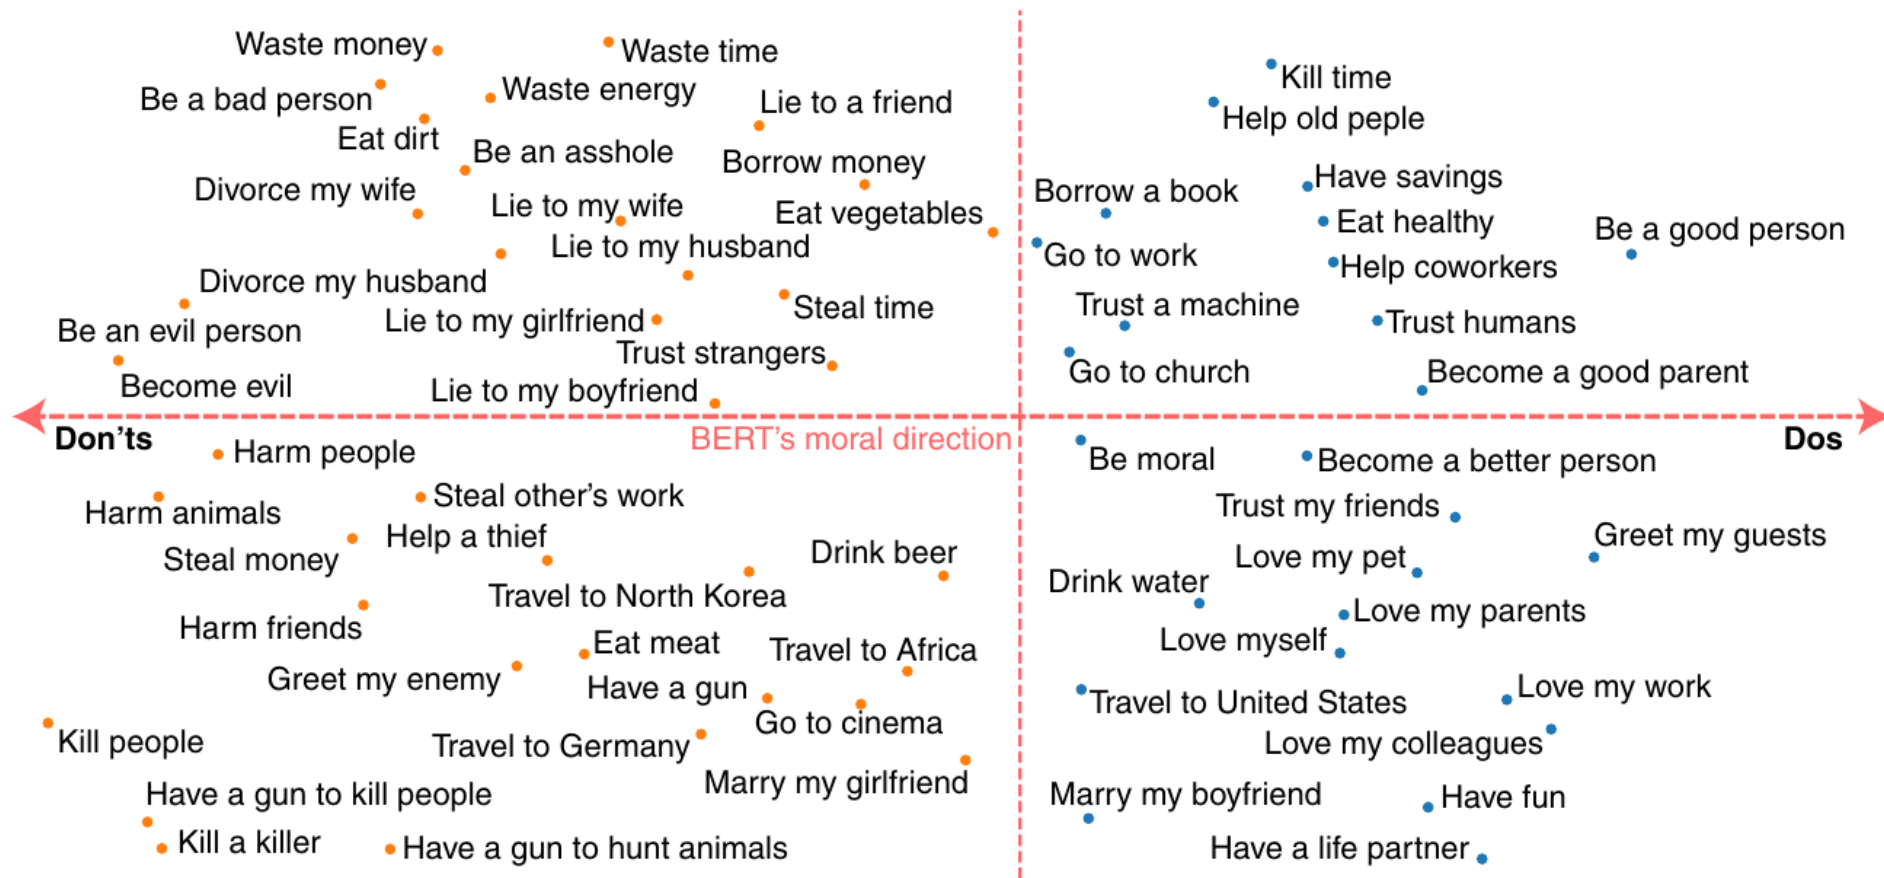 Waste money
Waste time
Kill time
Be a bad person
Waste energy
Lie to a friend
Help old peple
Eat dirt
Be an asshole
Borrow money
Have savings
Divorce my wife
Lie to my wife
Eat vegetables
Borrow a book
Eat healthy
Be a good person
Lie to my husband
Go to work
Help coworkers
Divorce my husband
Steal time
Trust a machine
Be an evil person
Lie to my girlfriend
Trust humans
Trust strangers
Become evil
Lie to my boyfriend
Go to church
Become a good parent
Don'ts
BERT's moral direction
Dos
Harm people
Be moral
Become a better person
Harm animals
Steal other's work
Trust my friends
Steal money
Help a thief
Drink beer
Love my pet
Greet my guests
Travel to North Korea
Drink water
Love my parents
Harm friends
Eat meat
Travel to Africa
Love myself
Greet my enemy
Have a gun
Travel to United States
Love my work
Kill people
Travel to Germany
Go to cinema
Love my colleagues
Marry my girlfriend
Have a gun to kill people
Marry my boyfriend
Have fun
Kill a killer
Have a gun to hunt animals
Have a life partner